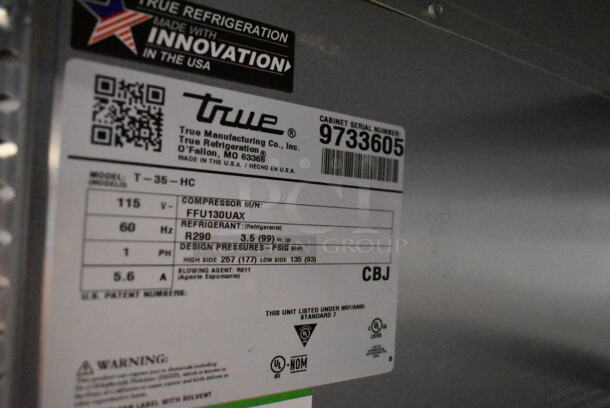 TRUE REFRIGERATION
MADE WITH
INNOVATION
IN THE USA
true®
True Manufacturing Co., Inc.
True Refrigeration®
O'Fallon, MO 63366
MADE IN THE U.S.A. / HECHO EN U.S.A.
CABINET SERIAL NUMBER:
9733605
MODEL: T-35-HC
(MODELO)
115 V~
60 Hz
1 PH
5.6 A
COMPRESSOR M/N:
FFU130UAX
REFRIGERANT: (Refrigerante)
R290 3.5 (99)
DESIGN PRESSURES - PSIG
HIGH SIDE 257 (177) LOW SIDE 135 (93)
BLOWING AGENT: R611
(Agente Espumante)
CBJ
U.S. PATENT NUMBERS:
THIS UNIT LISTED UNDER NSF/ANSI
STANDARD 7
UL
NOM
WARNING:
LABEL WITH SOLVENT
GROUP